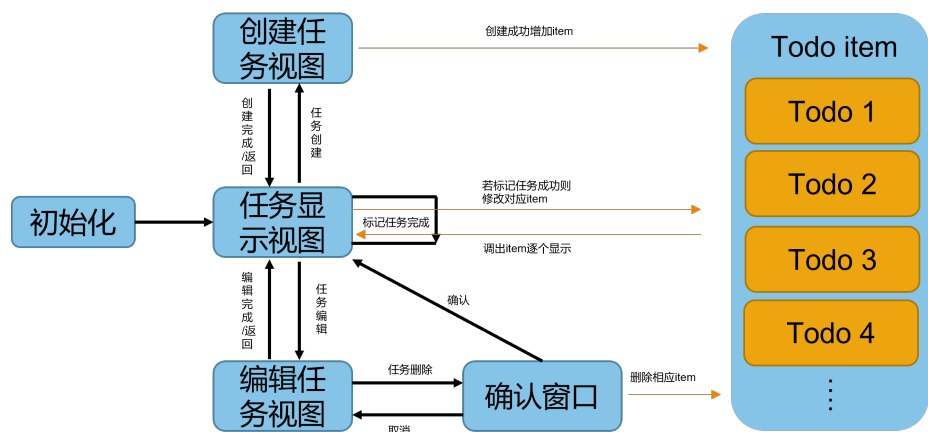 创建任
务视图
创建成功增加item
Todo item
Todo 1
创建完成/返回
任务创建
初始化
任务显
示视图
标记任务完成
若标记任务成功则
修改对应item
调出item逐个显示
Todo 2
Todo 3
Todo 4
编辑完成/返回
任务编辑
确认
编辑任
务视图
任务删除
取消
确认窗口
删除相应item